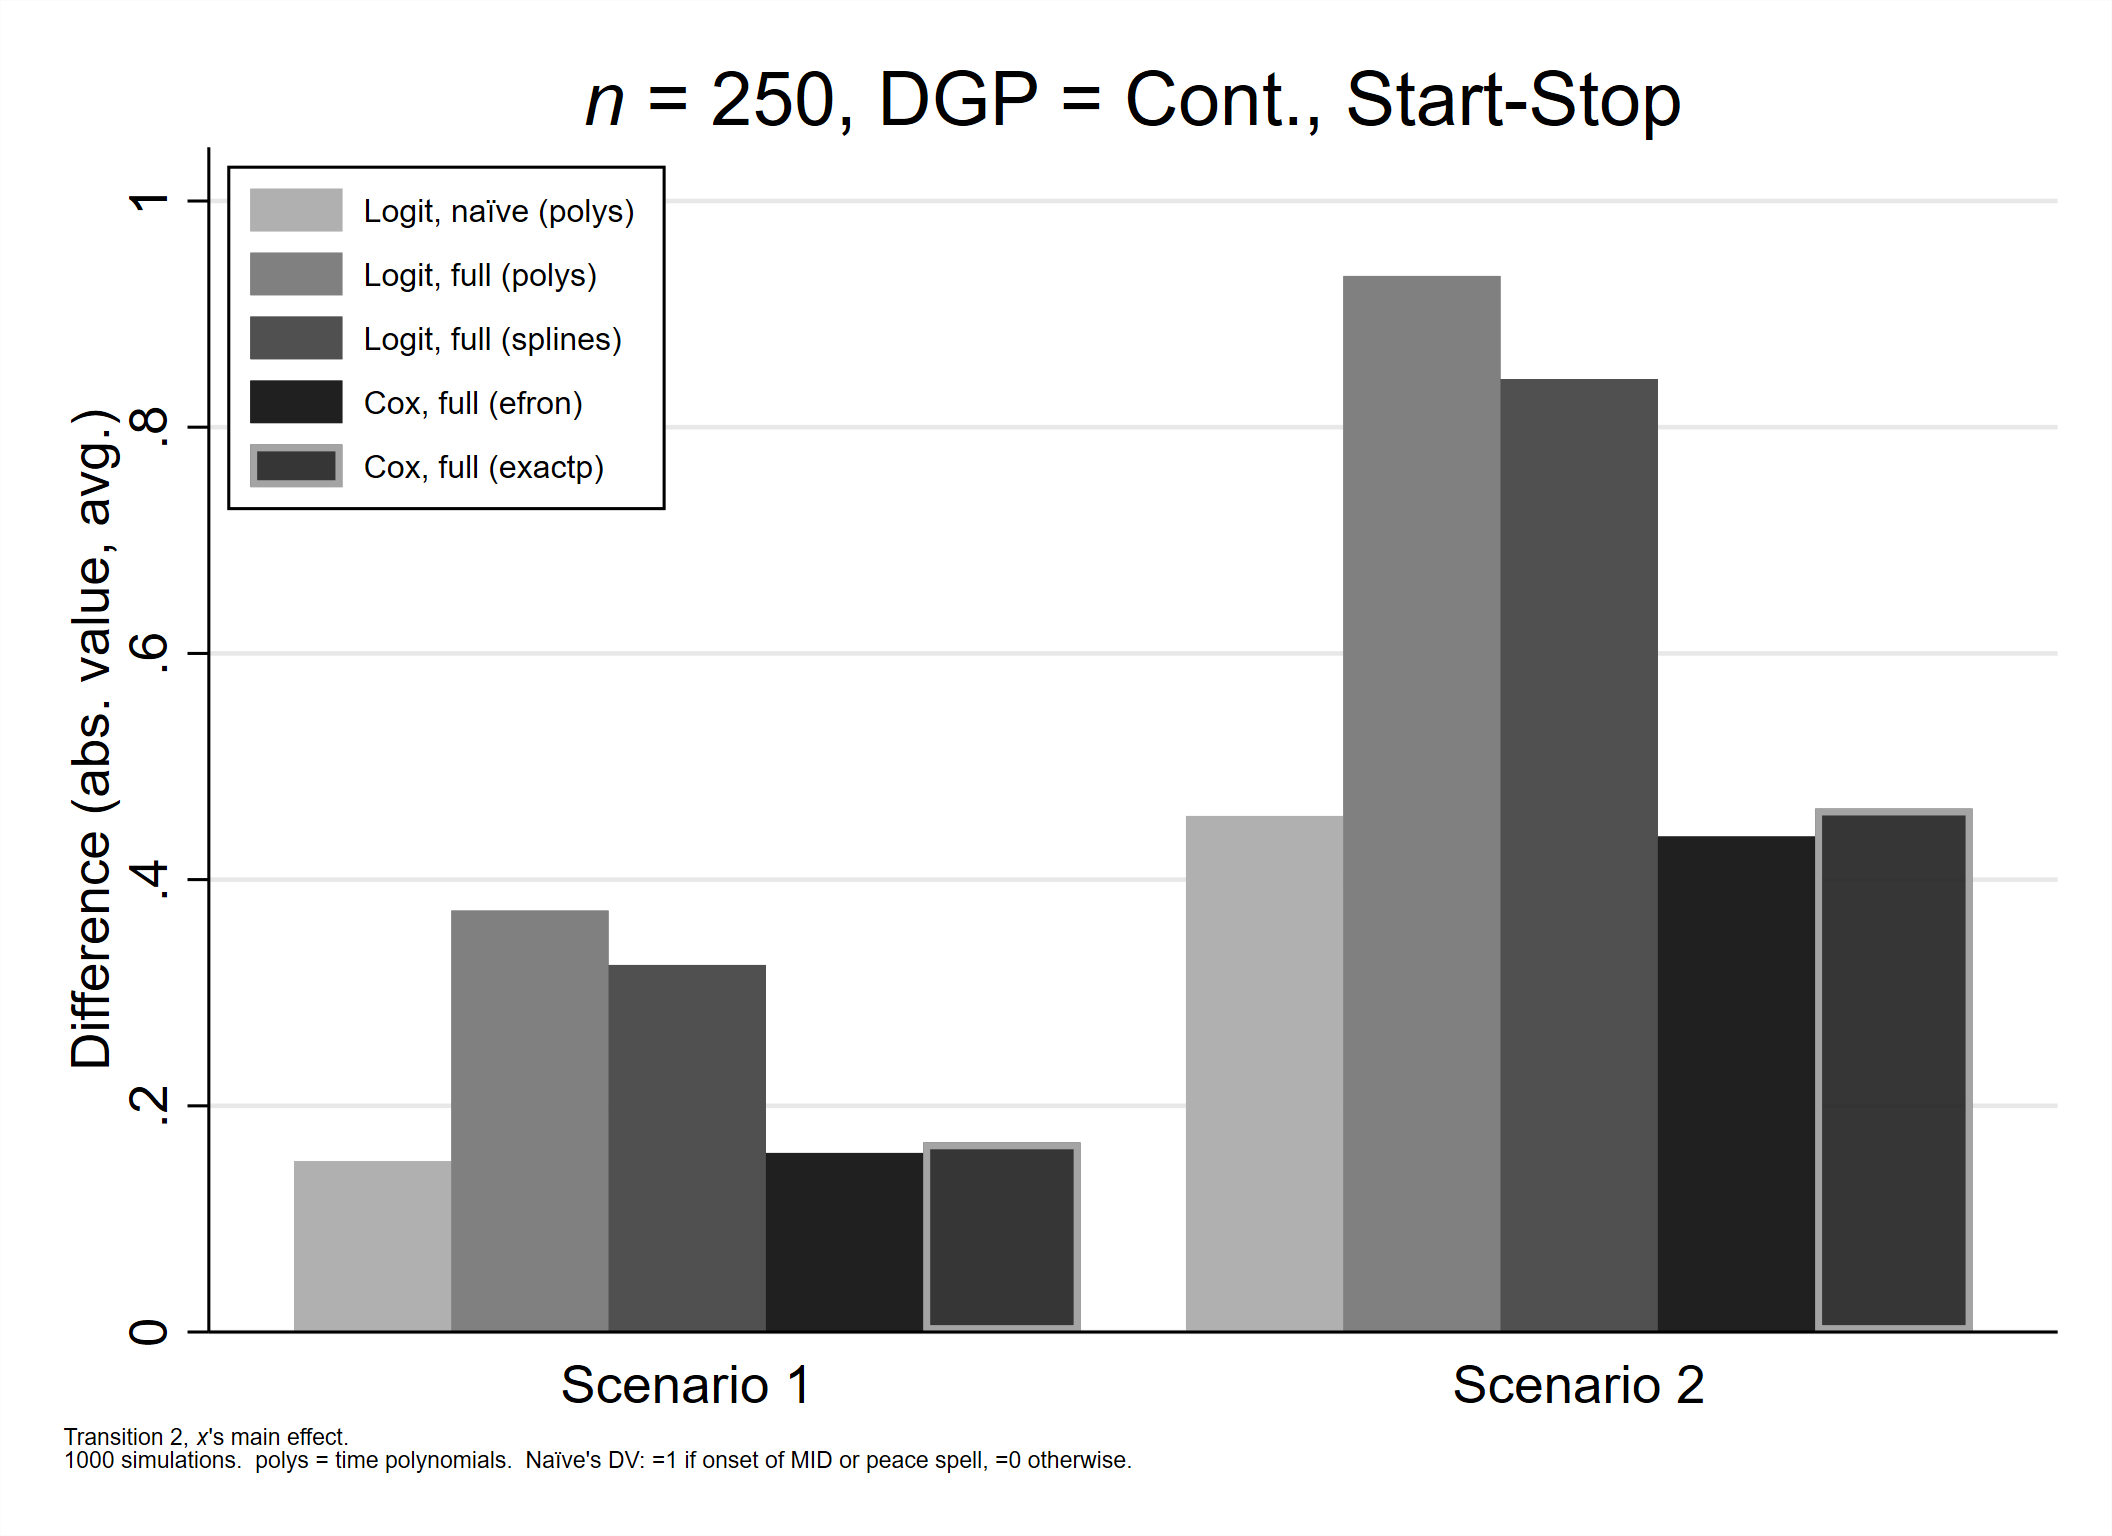 n = 250, DGP = Cont., Start-Stop
Logit, naïve (polys)
Logit, full (polys)
Logit, full (splines)
Cox, full (efron)
Cox, full (exactp)
Difference (abs. value, avg.)
1
.8
.6
.4
.2
0
Scenario 1
Scenario 2
Transition 2, x's main effect.
1000 simulations.  polys = time polynomials.  Naïve's DV: =1 if onset of MID or peace spell, =0 otherwise.